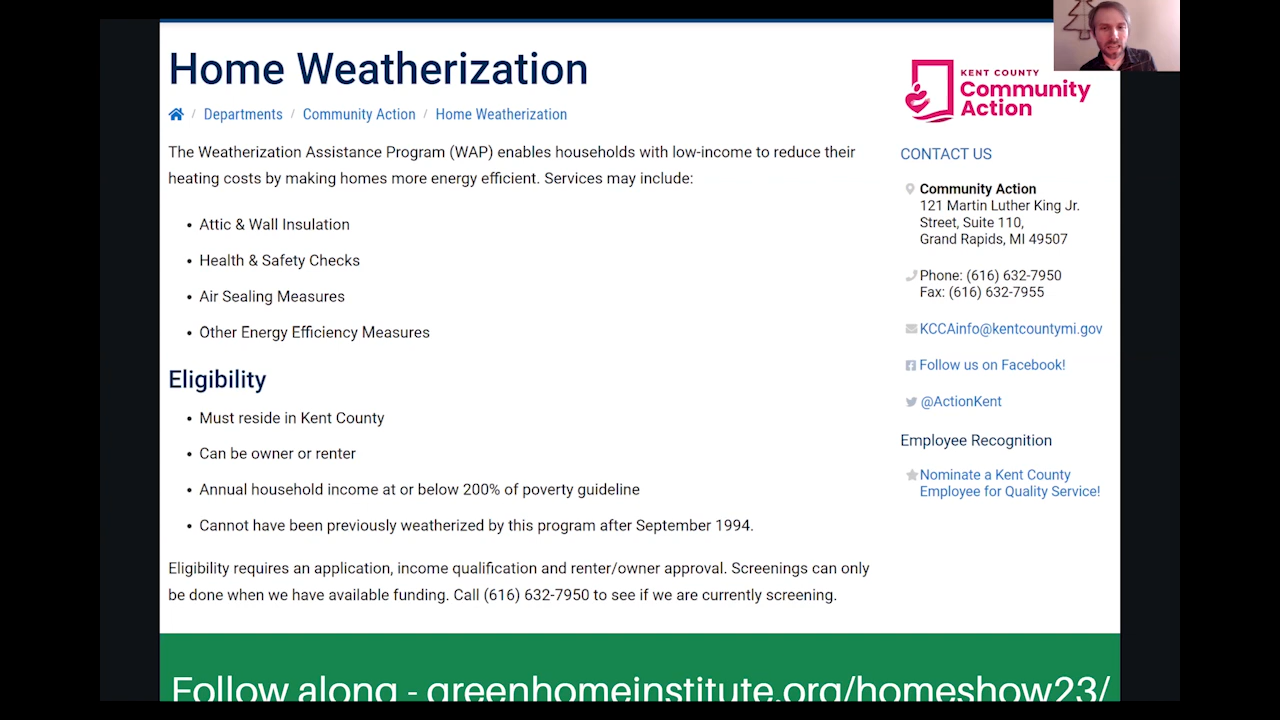 Home Weatherization
/ Departments / Community Action / Home Weatherization
The Weatherization Assistance Program (WAP) enables households with low-income to reduce their
heating costs by making homes more energy efficient. Services may include:
• Attic & Wall Insulation
• Health & Safety Checks
• Air Sealing Measures
• Other Energy Efficiency Measures
Eligibility
• Must reside in Kent County
• Can be owner or renter
• Annual household income at or below 200% of poverty guideline
• Cannot have been previously weatherized by this program after September 1994.
Eligibility requires an application, income qualification and renter/owner approval. Screenings can only
be done when we have available funding. Call (616) 632-7950 to see if we are currently screening.
KENT COUNTY
Community
Action
CONTACT US
Community Action
121 Martin Luther King Jr.
Street, Suite 110,
Grand Rapids, MI 49507
Phone: (616) 632-7950
Fax: (616) 632-7955
KCCAinfo@kentcountymi.gov
Follow us on Facebook!
@ActionKent
Employee Recognition
Nominate a Kent County
Employee for Quality Service!
Follow along - greenhomeinstitute.org/homeshow23/